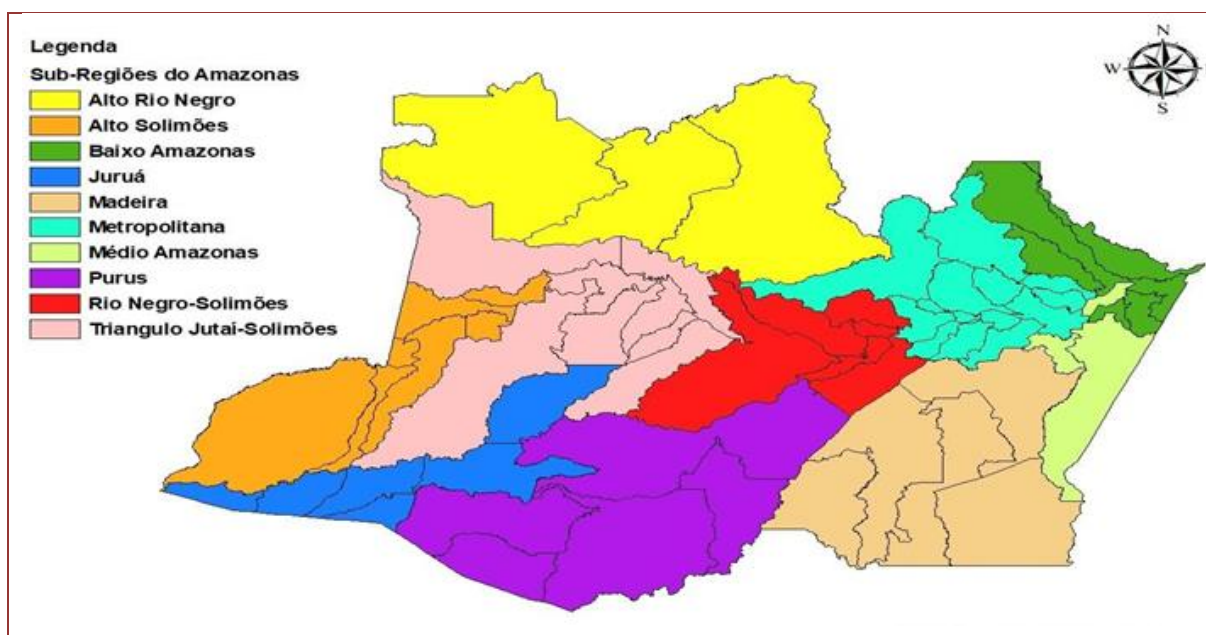 Legenda
Sub-Regiões do Amazonas
Alto Rio Negro
Alto Solimões
Baixo Amazonas
Juruá
Madeira
Metropolitana
Médio Amazonas
Purus
Rio Negro-Solimões
Triangulo Jutaí-Solimões
N
W
S